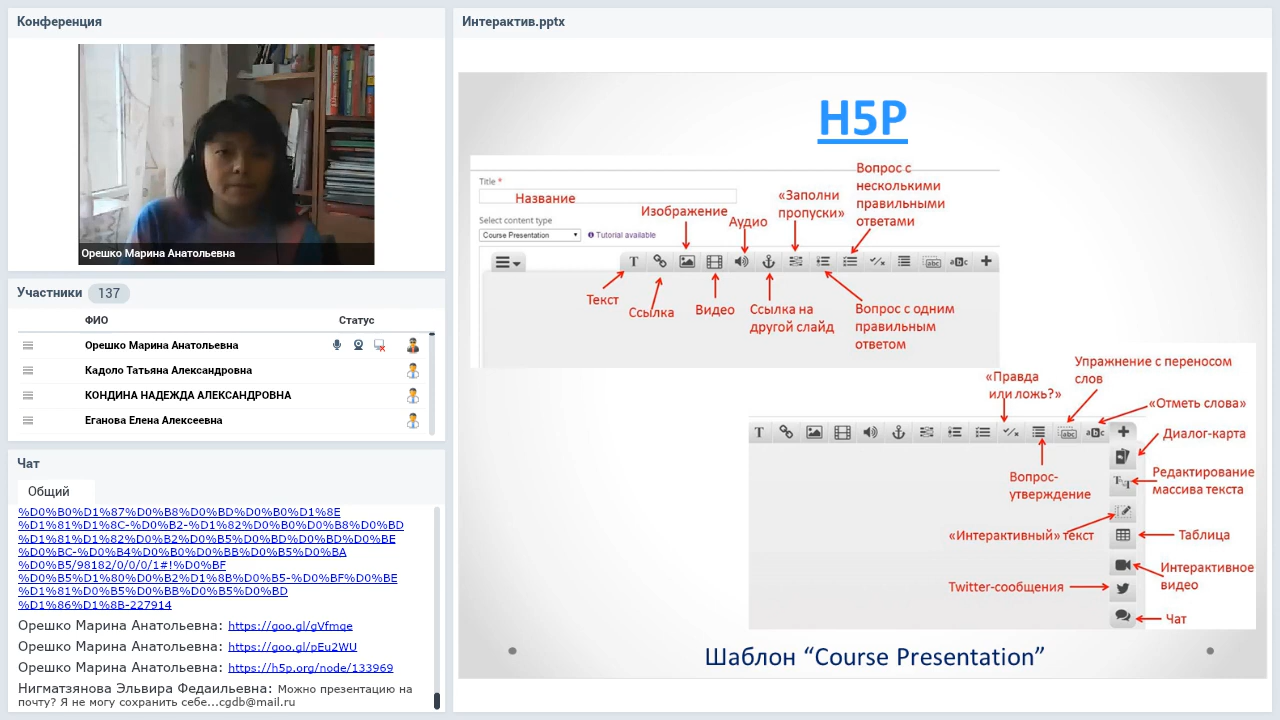 Конференция
Орешко Марина Анатольевна
Участники 137
ФИО Статус
Орешко Марина Анатольевна
Кадоло Татьяна Александровна
КОНДИНА НАДЕЖДА АЛЕКСАНДРОВНА
Еганова Елена Алексеевна
Чат
Общий
%D0%B0%D1%87%D0%B8%D0%BD%D0%B0%D1%8E
%D1%81%D1%8C-%D0%B2-%D1%82%D0%B0%D0%B8%D0%BD
%D1%81%D1%82%D0%B2%D0%B5%D0%BD%D0%BD%D0%BE
%D0%BC-%D0%B4%D0%B0%D0%BB%D0%B5%D0%BA
%D0%B5/98182/0/0/0/1#!%D0%BF
%D0%B5%D1%80%D0%B2%D1%8B%D0%B5-%D0%BF%D0%BE
%D1%81%D0%B5%D0%BB%D0%B5%D0%BD
%D1%86%D1%8B-227914
Орешко Марина Анатольевна: https://goo.gl/gVfmqe
Орешко Марина Анатольевна: https://goo.gl/pEu2WU
Орешко Марина Анатольевна: https://h5p.org/node/133969
Нигматзянова Эльвира Федаильевна: Можно презентацию на
почту? Я не могу сохранить себе...cgdb@mail.ru
Интерактив.pptx
H5P
Title *
Название
Select content type
Course Presentation
Tutorial available
Изображение
Аудио
«Заполни
пропуски»
Вопрос с
несколькими
правильными
ответами
T
abc
abc
Текст
Ссылка
Видео
Ссылка на
другой слайд
Вопрос с одним
правильным
ответом
«Правда
или ложь?»
Упражнение с переносом
слов
«Отметь слова»
T
abc
abc
Диалог-карта
Вопрос-
утверждение
Редактирование
массива текста
«Интерактивный» текст
Таблица
Интерактивное
видео
Twitter-сообщения
Чат
Шаблон “Course Presentation”